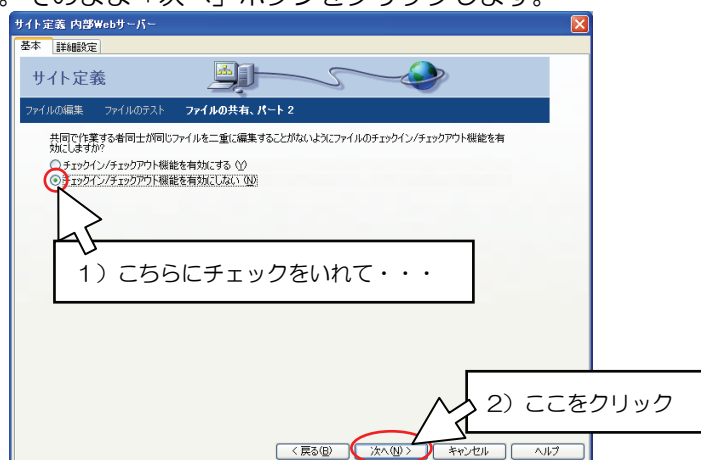 。そのまま「次へ」ボタンをクリックします。
サイト定義 内部Webサーバー
基本 詳細設定
サイト定義
ファイルの編集 ファイルのテスト ファイルの共有、パート 2
共同で作業する者同士が同じファイルを二重に編集することがないようにファイルのチェックイン/チェックアウト機能を有
効にしますか?
チェックイン/チェックアウト機能を有効にする (Y)
チェックイン/チェックアウト機能を有効にしない (N)
1)こちらにチェックをいれて・・・
2)ここをクリック
< 戻る(B) 次へ(N) > キャンセル ヘルプ